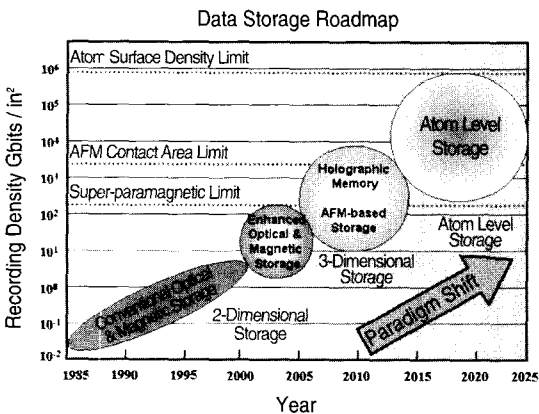 Data Storage Roadmap
Recording Density Gbits / in²
Atom Surface Density Limit
AFM Contact Area Limit
Super-paramagnetic Limit
10⁶
10⁵
10⁴
10¹
10²
10¹
10⁰
10⁻¹
10⁻²
Conventional Optical
& Magnetic Storage
Enhanced
Optical &
Magnetic
Storage
Holographic
Memory
AFM-based
Storage
Atom Level
Storage
2-Dimensional
Storage
3-Dimensional
Storage
Atom Level
Storage
Paradigm Shift
1985 1990 1995 2000 2005 2010 2015 2020 2025
Year